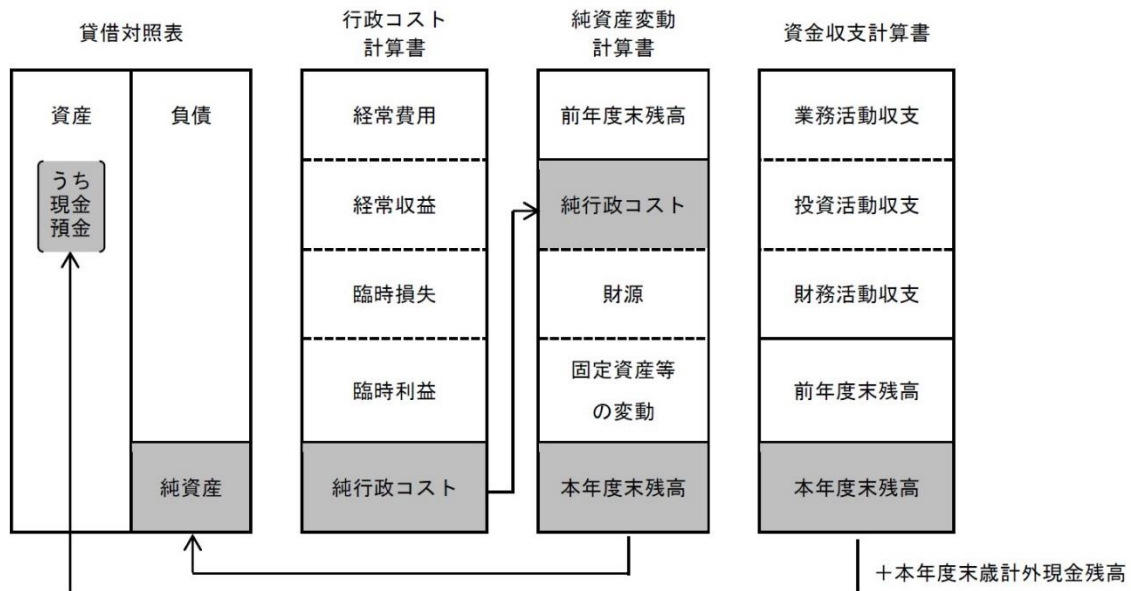 貸借対照表
資産
うち
現金
預金
負債
純資産
行政コスト
計算書
経常費用
経常収益
臨時損失
臨時利益
純行政コスト
純資産変動
計算書
前年度末残高
純行政コスト
財源
固定資産等
の変動
本年度末残高
資金収支計算書
業務活動収支
投資活動収支
財務活動収支
前年度末残高
本年度末残高
＋本年度末歳計外現金残高